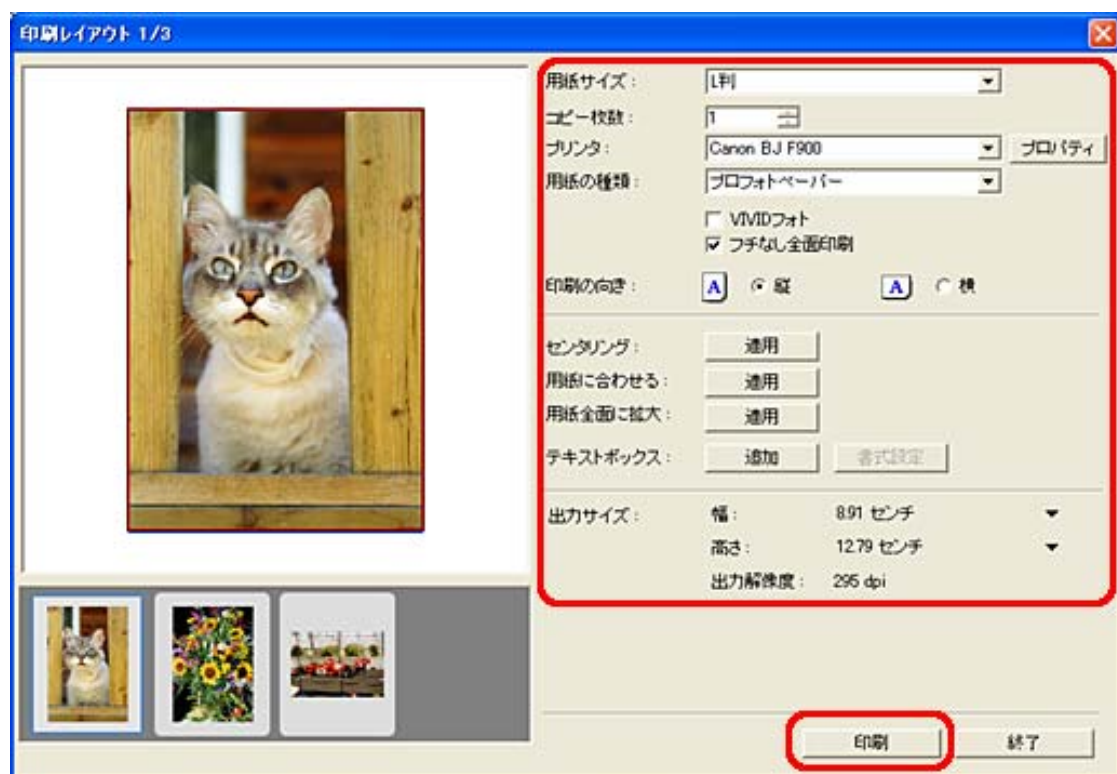 印刷レイアウト 1/3
用紙サイズ： L判
コピー枚数： 1
プリンタ： Canon BJ F900 プロパティ
用紙の種類： プロフォトペーパー
VIVIDフォト
フチなし全面印刷
印刷の向き： A 縦 A 横
センタリング： 適用
用紙に合わせる： 適用
用紙全面に拡大： 適用
テキストボックス： 追加 書式設定
出力サイズ： 幅： 8.91 センチ
高さ： 12.79 センチ
出力解像度： 295 dpi
印刷 終了